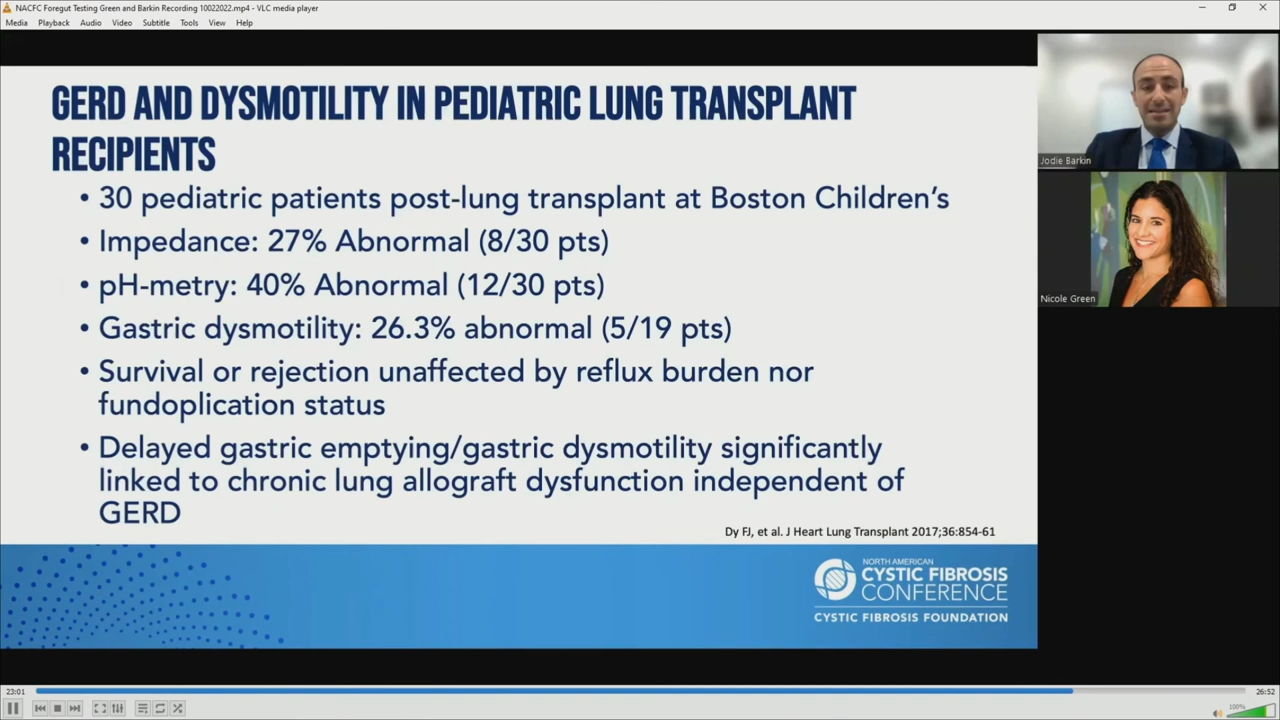 NACFC Foregut Testing Green and Barkin Recording 10022022.mp4 - VLC media player
Media Playback Audio Video Subtitle Tools View Help
GERD AND DYSMOTILITY IN PEDIATRIC LUNG TRANSPLANT
RECIPIENTS
• 30 pediatric patients post-lung transplant at Boston Children’s
• Impedance: 27% Abnormal (8/30 pts)
• pH-metry: 40% Abnormal (12/30 pts)
• Gastric dysmotility: 26.3% abnormal (5/19 pts)
• Survival or rejection unaffected by reflux burden nor
fundoplication status
• Delayed gastric emptying/gastric dysmotility significantly
linked to chronic lung allograft dysfunction independent of
GERD
Dy FJ, et al. J Heart Lung Transplant 2017;36:854-61
NORTH AMERICAN
CYSTIC FIBROSIS
CONFERENCE
CYSTIC FIBROSIS FOUNDATION
Jodie Barkin
Nicole Green
23:01
26:52
100%